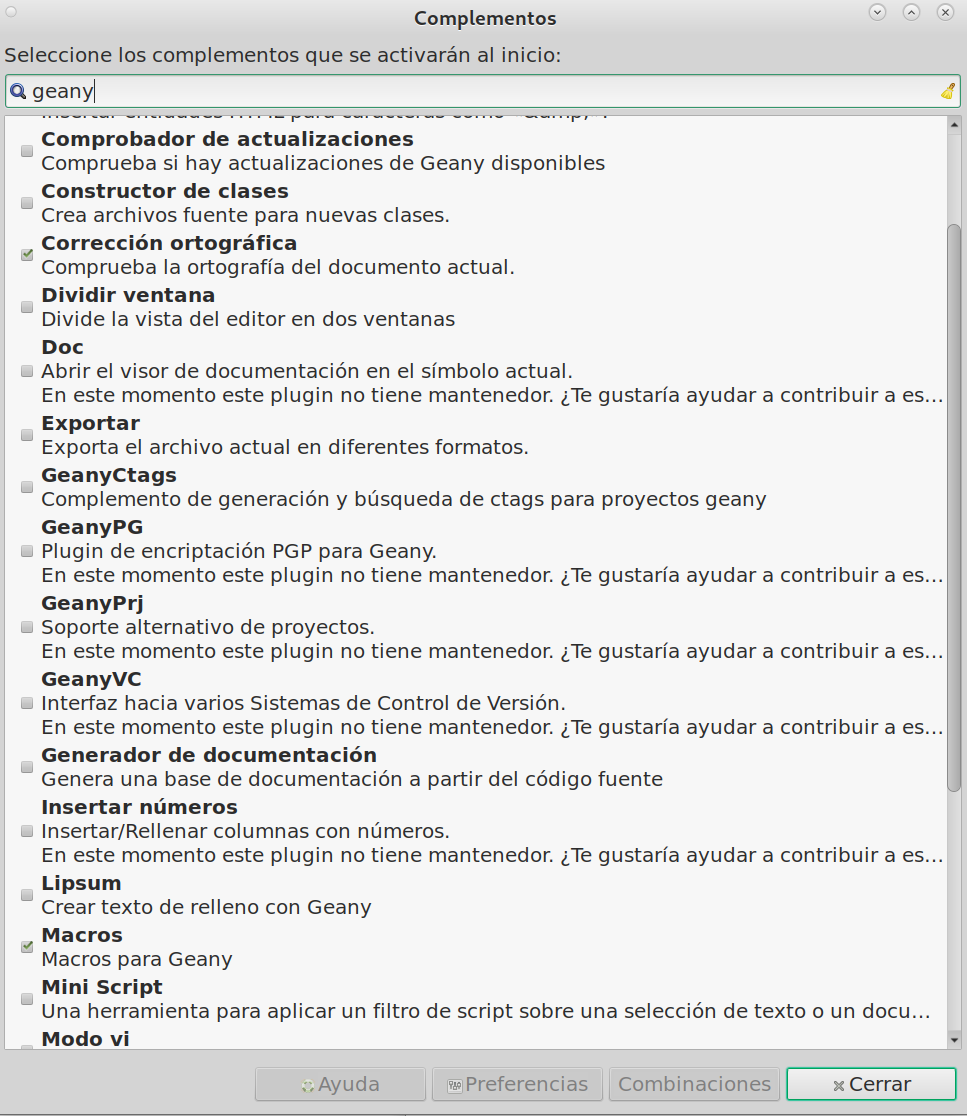 Complementos
Seleccione los complementos que se activarán al inicio:
geany
Insertar entidades HTML para caracteres como '&amp;'.
Comprobador de actualizaciones
Comprueba si hay actualizaciones de Geany disponibles
Constructor de clases
Crea archivos fuente para nuevas clases.
Corrección ortográfica
Comprueba la ortografía del documento actual.
Dividir ventana
Divide la vista del editor en dos ventanas
Doc
Abrir el visor de documentación en el símbolo actual.
En este momento este plugin no tiene mantenedor. ¿Te gustaría ayudar a contribuir a es...
Exportar
Exporta el archivo actual en diferentes formatos.
GeanyCtags
Complemento de generación y búsqueda de ctags para proyectos geany
GeanyPG
Plugin de encriptación PGP para Geany.
En este momento este plugin no tiene mantenedor. ¿Te gustaría ayudar a contribuir a es...
GeanyPrj
Soporte alternativo de proyectos.
En este momento este plugin no tiene mantenedor. ¿Te gustaría ayudar a contribuir a es...
GeanyVC
Interfaz hacia varios Sistemas de Control de Versión.
En este momento este plugin no tiene mantenedor. ¿Te gustaría ayudar a contribuir a es...
Generador de documentación
Genera una base de documentación a partir del código fuente
Insertar números
Insertar/Rellenar columnas con números.
En este momento este plugin no tiene mantenedor. ¿Te gustaría ayudar a contribuir a es...
Lipsum
Crear texto de relleno con Geany
Macros
Macros para Geany
Mini Script
Una herramienta para aplicar un filtro de script sobre una selección de texto o un docu...
Modo vi
Ayuda Preferencias Combinaciones Cerrar